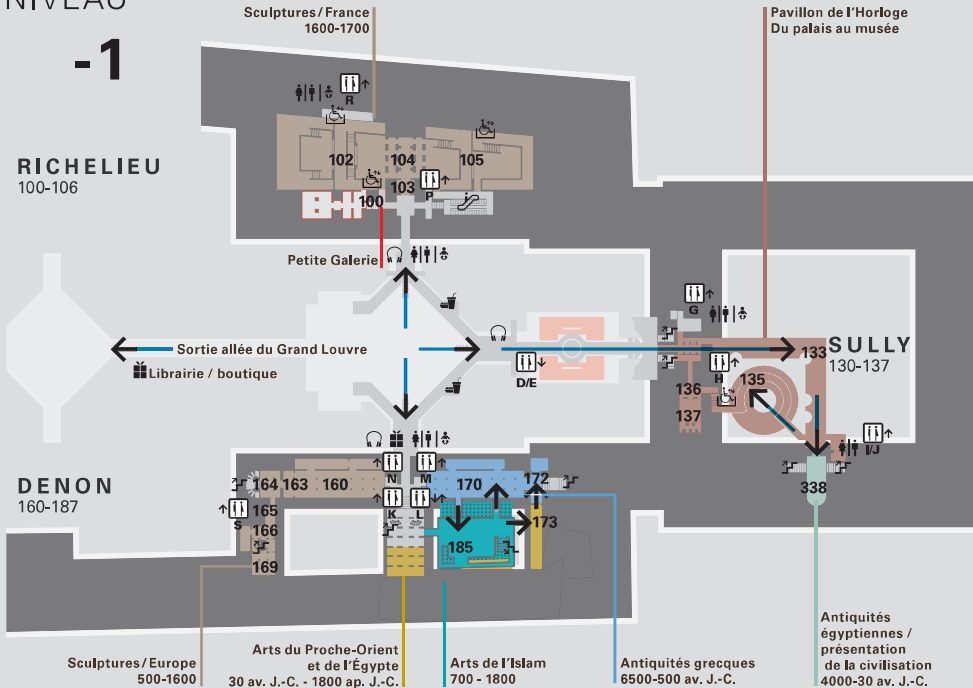 NIVEAU
-1
Sculptures/France
1600-1700
Pavillon de l'Horloge
Du palais au musée
R
RICHELIEU
100-106
102
104
105
103
100
P
Petite Galerie
G
Sortie allée du Grand Louvre
Librairie / boutique
D/E
H
133
SULLY
130-137
136
135
137
I/J
338
DENON
160-187
164
163
160
N
M
170
172
165
S
K
L
173
166
185
169
Sculptures/Europe
500-1600
Arts du Proche-Orient
et de l'Égypte
30 av. J.-C. - 1800 ap. J.-C.
Arts de l'Islam
700 - 1800
Antiquités grecques
6500-500 av. J.-C.
Antiquités
égyptiennes /
présentation
de la civilisation
4000-30 av. J.-C.